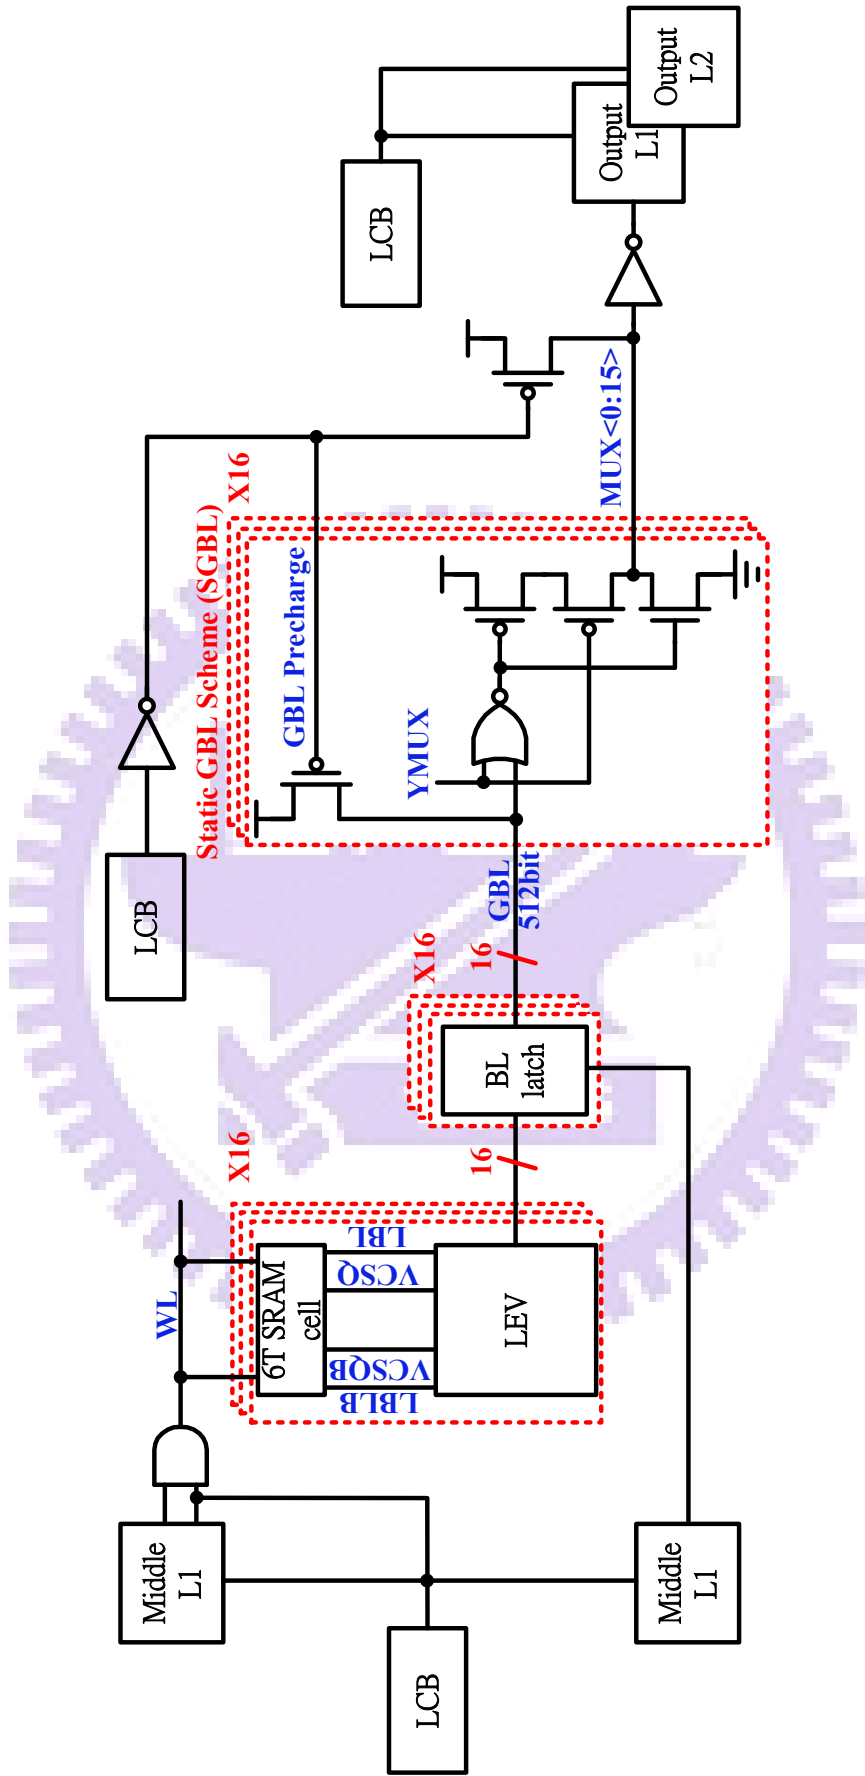 LCB
Middle
L1
Middle
L1
WL
X16
6T SRAM
cell
LBLB
VCSQB
VCSQ
LBL
LEV
16
X16
BL
latch
16
GBL
512bit
LCB
Static GBL Scheme (SGBL)
X16
GBL Precharge
YMUX
MUX<0:15>
LCB
Output
L1
Output
L2